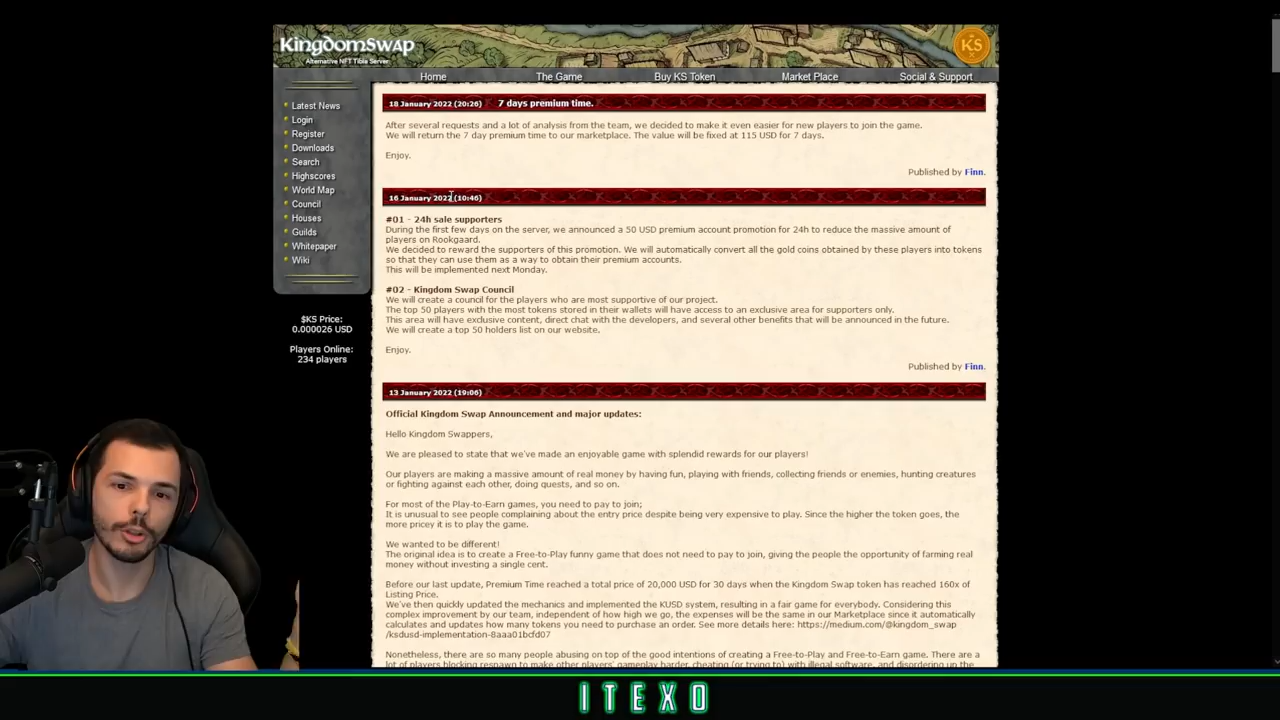 KingdomSwap
Alternative NFT Tibia Server
KS
Home
The Game
Buy KS Token
Market Place
Social & Support
Latest News
Login
Register
Downloads
Search
Highscores
World Map
Council
Houses
Guilds
Whitepaper
Wiki
$KS Price:
0.000026 USD
Players Online:
234 players
18 January 2022 (20:26) 7 days premium time.
After several requests and a lot of analysis from the team, we decided to make it even easier for new players to join the game.
We will return the 7 day premium time to our marketplace. The value will be fixed at 115 USD for 7 days.
Enjoy.
Published by Finn.
16 January 2022 (10:46)
#01 - 24h sale supporters
During the first few days on the server, we announced a 50 USD premium account promotion for 24h to reduce the massive amount of
players on Rookgaard.
We decided to reward the supporters of this promotion. We will automatically convert all the gold coins obtained by these players into tokens
so that they can use them as a way to obtain their premium accounts.
This will be implemented next Monday.
#02 - Kingdom Swap Council
We will create a council for the players who are most supportive of our project.
The top 50 players with the most tokens stored in their wallets will have access to an exclusive area for supporters only.
This area will have exclusive content, direct chat with the developers, and several other benefits that will be announced in the future.
We will create a top 50 holders list on our website.
Enjoy.
Published by Finn.
13 January 2022 (19:06)
Official Kingdom Swap Announcement and major updates:
Hello Kingdom Swappers,
We are pleased to state that we've made an enjoyable game with splendid rewards for our players!
Our players are making a massive amount of real money by having fun, playing with friends, collecting friends or enemies, hunting creatures
or fighting against each other, doing quests, and so on.
For most of the Play-to-Earn games, you need to pay to join;
It is unusual to see people complaining about the entry price despite being very expensive to play. Since the higher the token goes, the
more pricey it is to play the game.
We wanted to be different!
The original idea is to create a Free-to-Play funny game that does not need to pay to join, giving the people the opportunity of farming real
money without investing a single cent.
Before our last update, Premium Time reached a total price of 20,000 USD for 30 days when the Kingdom Swap token has reached 160x of
Listing Price.
We've then quickly updated the mechanics and implemented the KUSD system, resulting in a fair game for everybody. Considering this
complex improvement by our team, independent of how high we go, the expenses will be the same in our Marketplace since it automatically
calculates and updates how many tokens you need to purchase an order. See more details here: https://medium.com/@kingdom_swap
/ksdusd-implementation-8aaa01bcfd07
Nonetheless, there are so many people abusing on top of the good intentions of creating a Free-to-Play and Free-to-Earn game. There are a
lot of players blocking respawn to make other players' gameplay harder, cheating (or trying to) with illegal software, and disordering up the
ITEXO